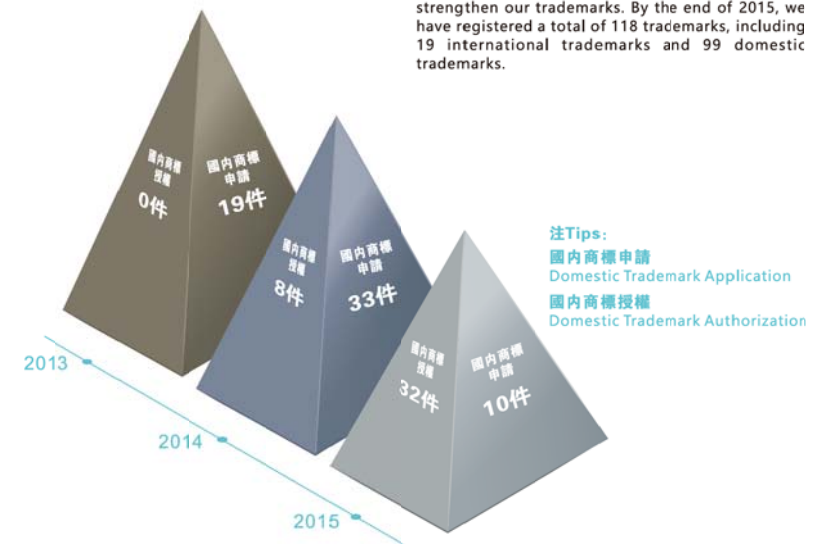 strengthen our trademarks. By the end of 2015, we
have registered a total of 118 trademarks, including
19 international trademarks and 99 domestic
trademarks.
國内商標
授權
0件
國内商標
申請
19件
國内商標
授權
8件
國内商標
申請
33件
國内商標
授權
32件
國内商標
申請
10件
注Tips:
國内商標申請
Domestic Trademark Application
國内商標授權
Domestic Trademark Authorization
2013
2014
2015